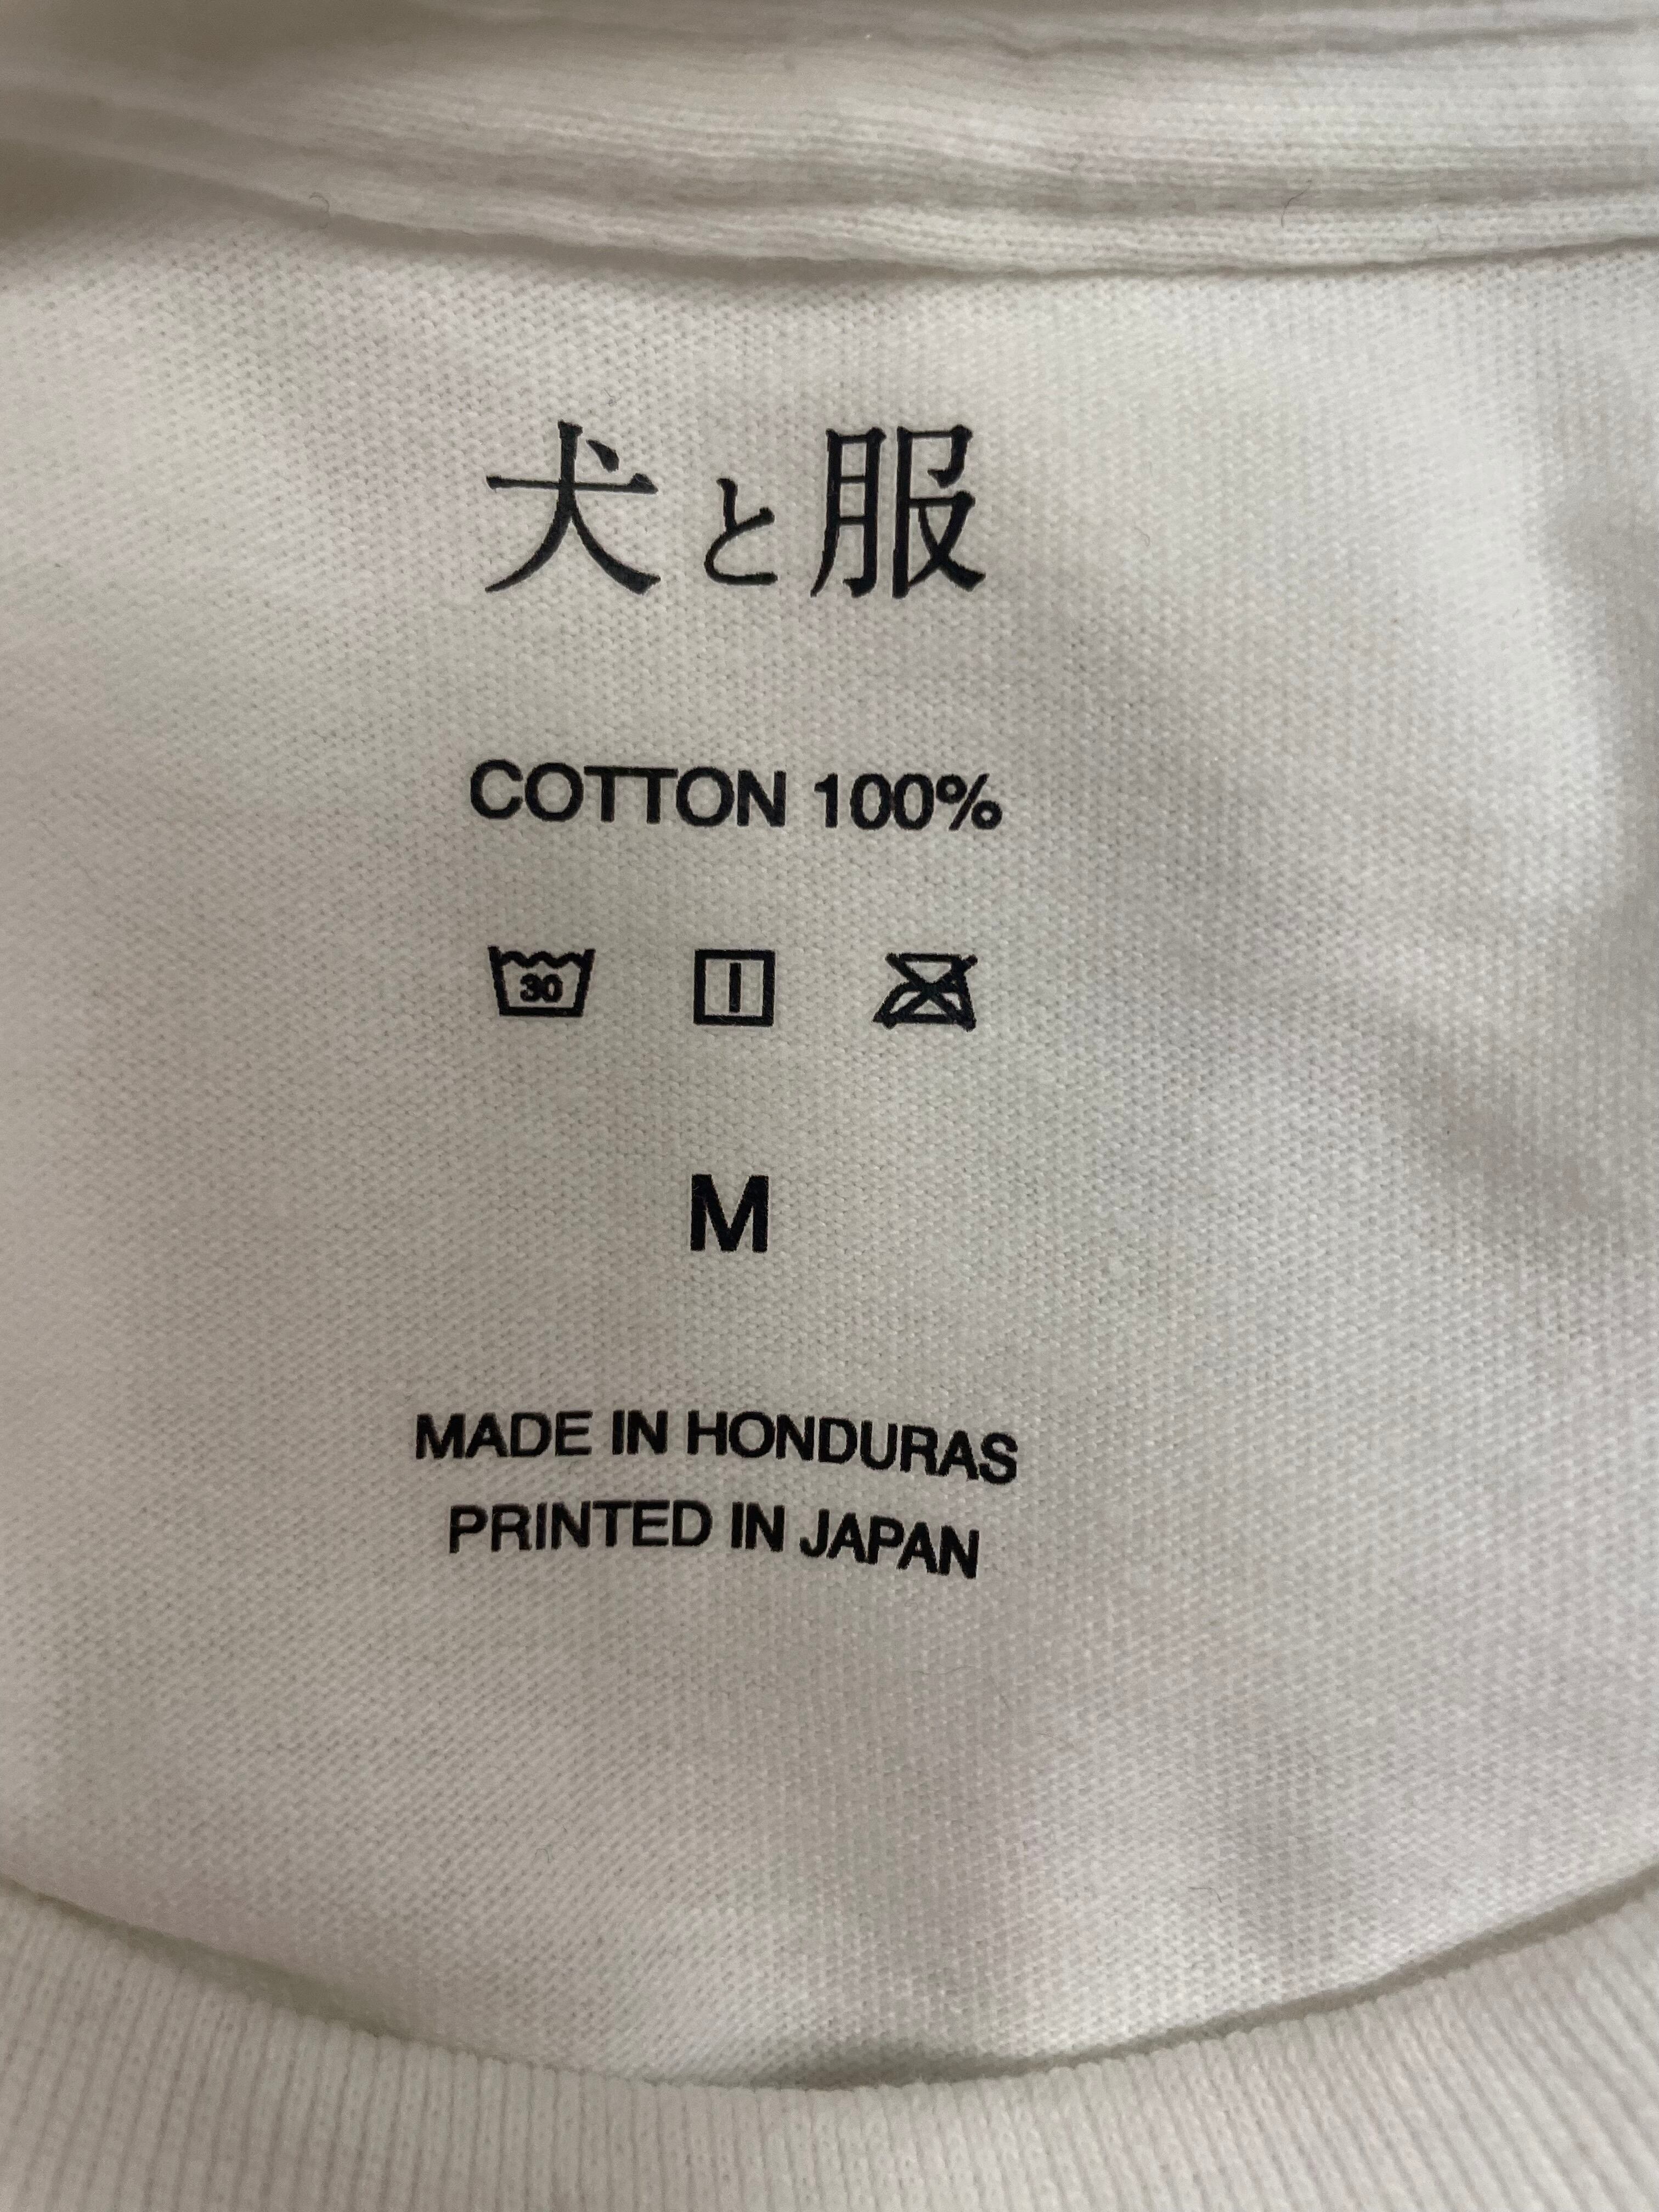 犬と服
COTTON 100%
30
M
MADE IN HONDURAS
PRINTED IN JAPAN